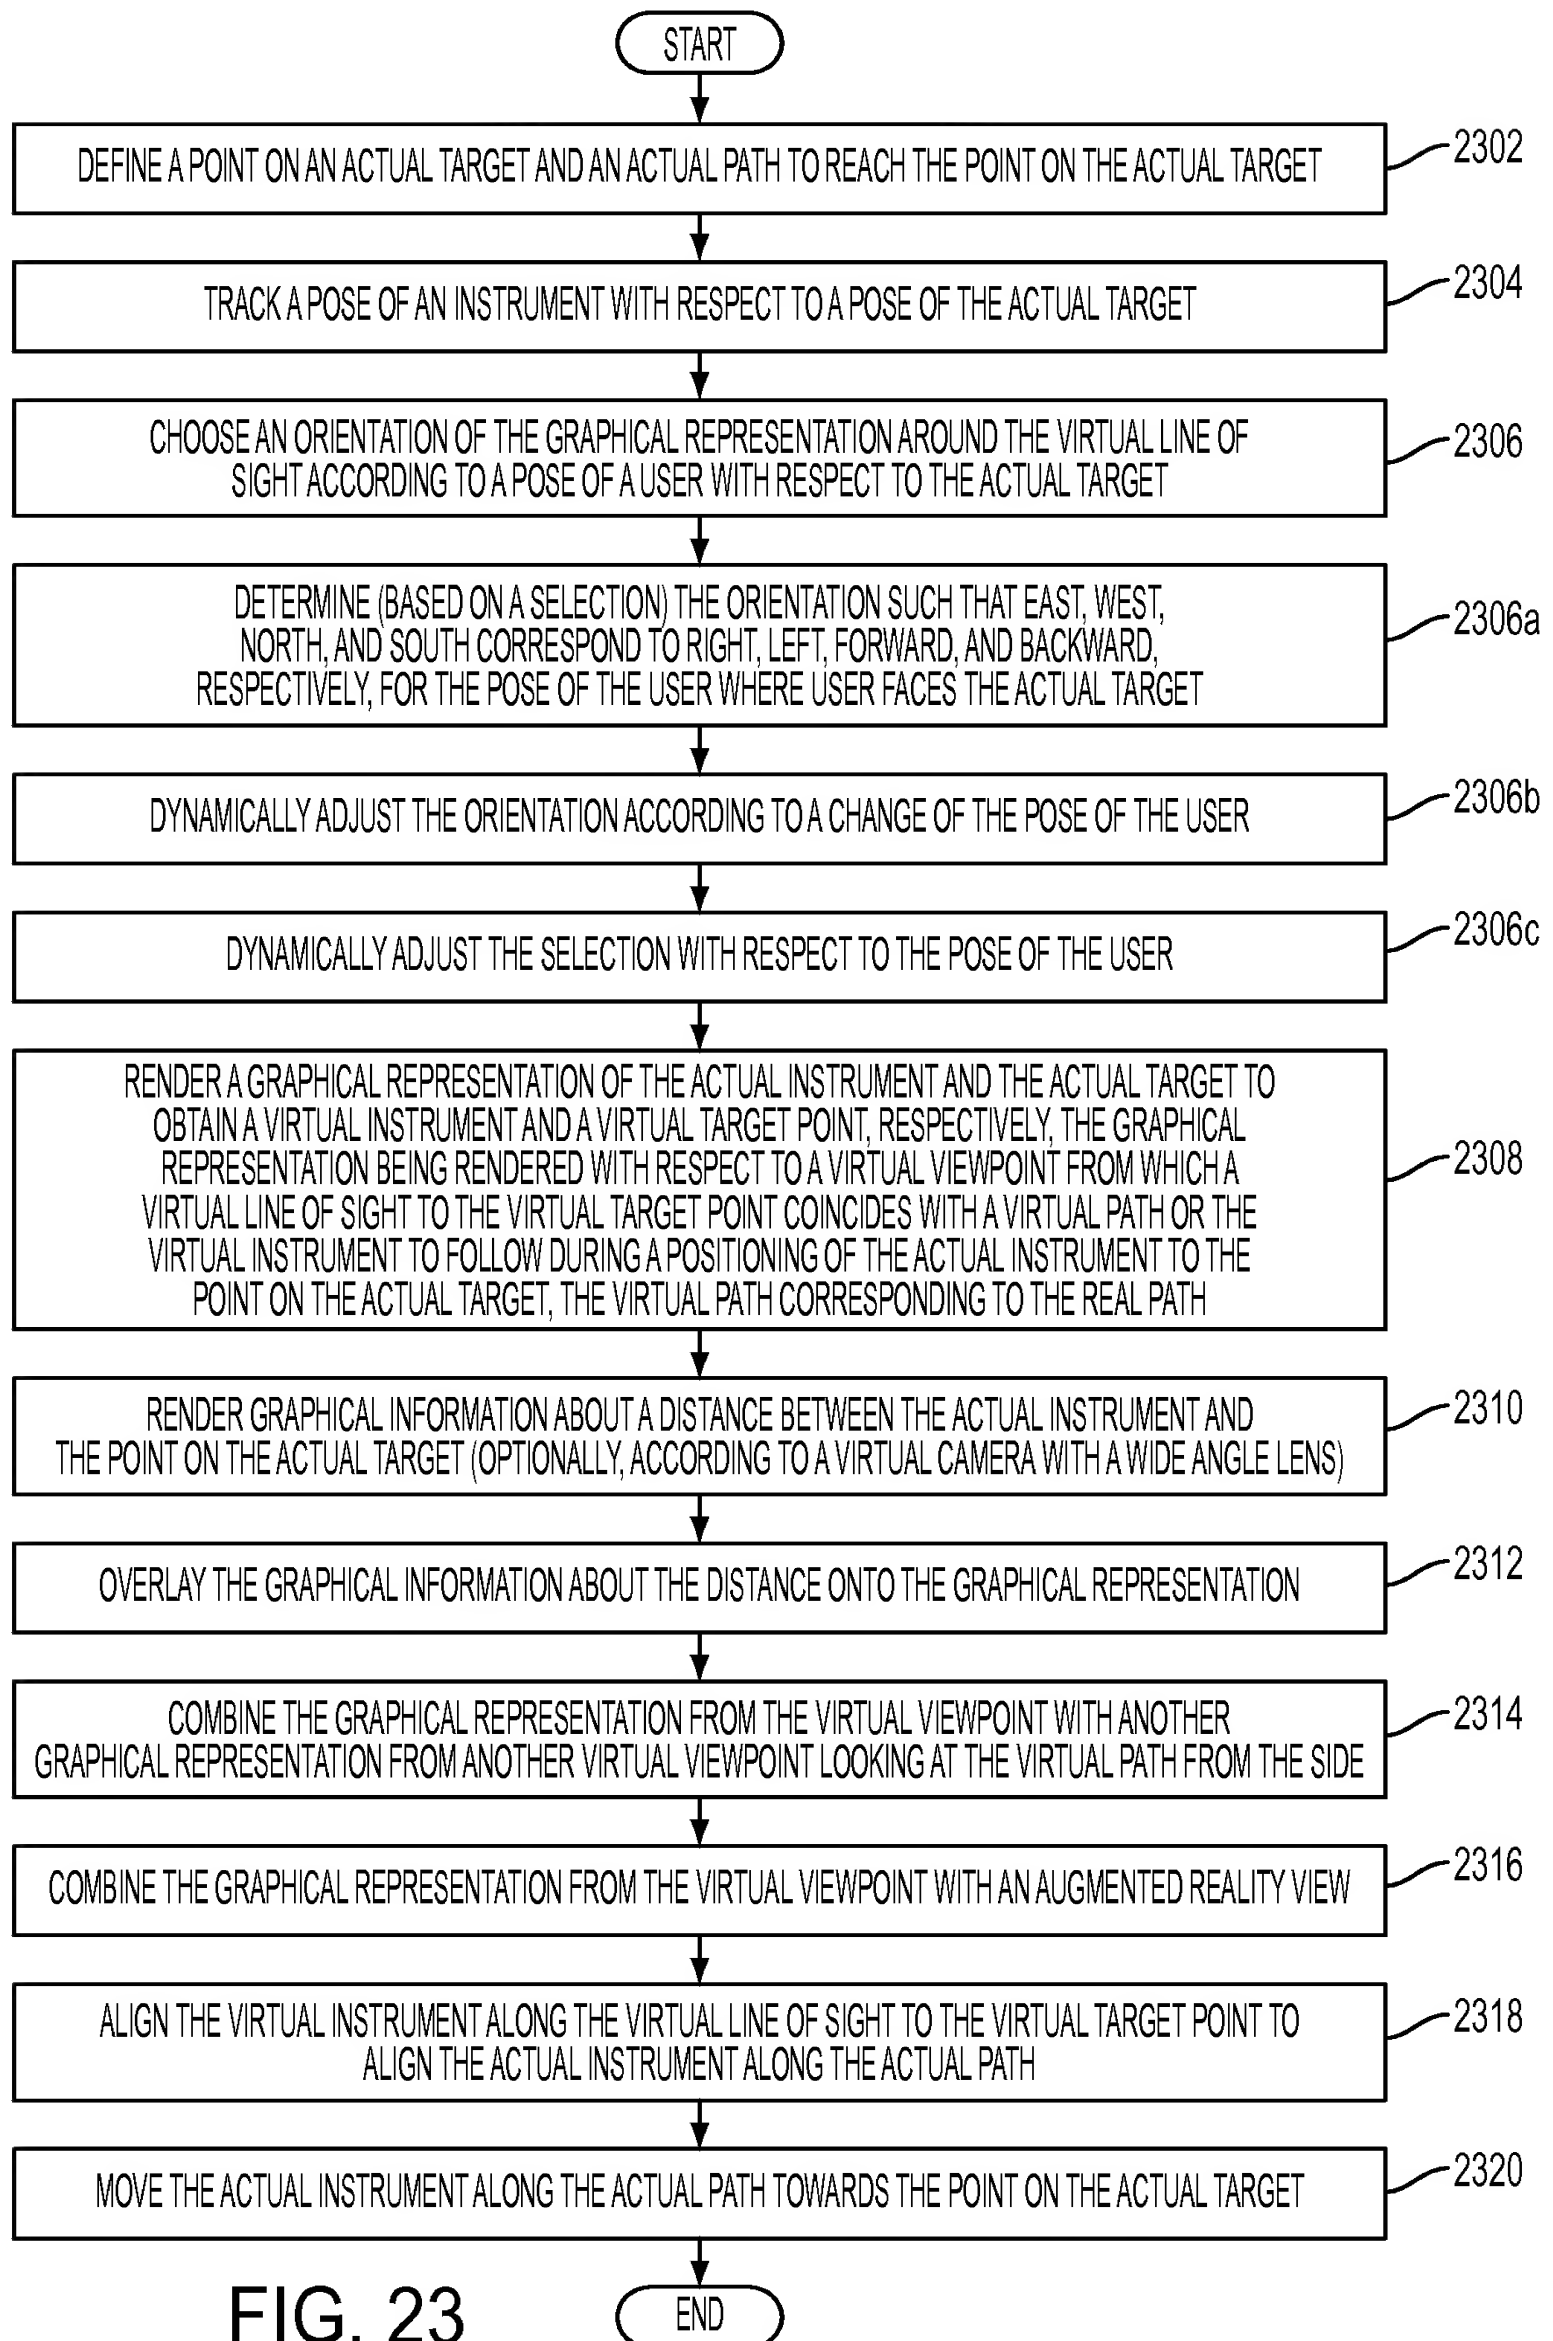 START
DEFINE A POINT ON AN ACTUAL TARGET AND AN ACTUAL PATH TO REACH THE POINT ON THE ACTUAL TARGET
2302
TRACK A POSE OF AN INSTRUMENT WITH RESPECT TO A POSE OF THE ACTUAL TARGET
2304
CHOOSE AN ORIENTATION OF THE GRAPHICAL REPRESENTATION AROUND THE VIRTUAL LINE OF
SIGHT ACCORDING TO A POSE OF A USER WITH RESPECT TO THE ACTUAL TARGET
2306
DETERMINE (BASED ON A SELECTION) THE ORIENTATION SUCH THAT EAST, WEST,
NORTH, AND SOUTH CORRESPOND TO RIGHT, LEFT, FORWARD, AND BACKWARD,
RESPECTIVELY, FOR THE POSE OF THE USER WHERE USER FACES THE ACTUAL TARGET
2306a
DYNAMICALLY ADJUST THE ORIENTATION ACCORDING TO A CHANGE OF THE POSE OF THE USER
2306b
DYNAMICALLY ADJUST THE SELECTION WITH RESPECT TO THE POSE OF THE USER
2306c
RENDER A GRAPHICAL REPRESENTATION OF THE ACTUAL INSTRUMENT AND THE ACTUAL TARGET TO
OBTAIN A VIRTUAL INSTRUMENT AND A VIRTUAL TARGET POINT, RESPECTIVELY, THE GRAPHICAL
REPRESENTATION BEING RENDERED WITH RESPECT TO A VIRTUAL VIEWPOINT FROM WHICH A
VIRTUAL LINE OF SIGHT TO THE VIRTUAL TARGET POINT COINCIDES WITH A VIRTUAL PATH OR THE
VIRTUAL INSTRUMENT TO FOLLOW DURING A POSITIONING OF THE ACTUAL INSTRUMENT TO THE
POINT ON THE ACTUAL TARGET, THE VIRTUAL PATH CORRESPONDING TO THE REAL PATH
2308
RENDER GRAPHICAL INFORMATION ABOUT A DISTANCE BETWEEN THE ACTUAL INSTRUMENT AND
THE POINT ON THE ACTUAL TARGET (OPTIONALLY, ACCORDING TO A VIRTUAL CAMERA WITH A WIDE ANGLE LENS)
2310
OVERLAY THE GRAPHICAL INFORMATION ABOUT THE DISTANCE ONTO THE GRAPHICAL REPRESENTATION
2312
COMBINE THE GRAPHICAL REPRESENTATION FROM THE VIRTUAL VIEWPOINT WITH ANOTHER
GRAPHICAL REPRESENTATION FROM ANOTHER VIRTUAL VIEWPOINT LOOKING AT THE VIRTUAL PATH FROM THE SIDE
2314
COMBINE THE GRAPHICAL REPRESENTATION FROM THE VIRTUAL VIEWPOINT WITH AN AUGMENTED REALITY VIEW
2316
ALIGN THE VIRTUAL INSTRUMENT ALONG THE VIRTUAL LINE OF SIGHT TO THE VIRTUAL TARGET POINT TO
ALIGN THE ACTUAL INSTRUMENT ALONG THE ACTUAL PATH
2318
MOVE THE ACTUAL INSTRUMENT ALONG THE ACTUAL PATH TOWARDS THE POINT ON THE ACTUAL TARGET
2320
END
FIG. 23